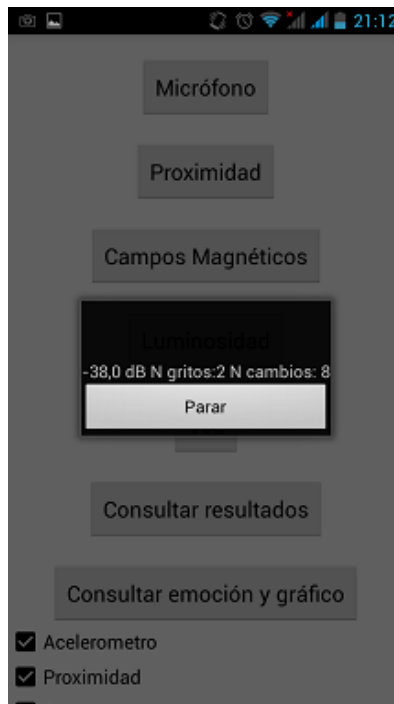 21:12
Micrófono
Proximidad
Campos Magnéticos
Luminosidad
-38,0 dB N gritos:2 N cambios: 8
Parar
Consultar resultados
Consultar emoción y gráfico
Acelerometro
Proximidad